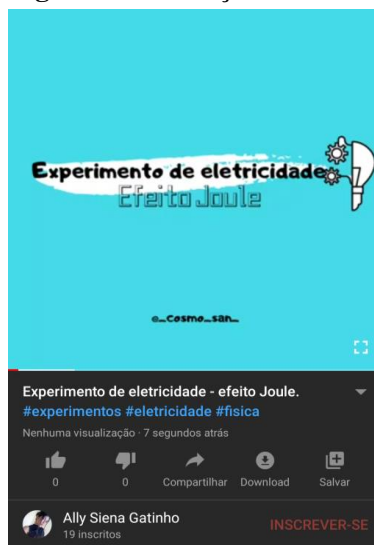 Experimento de eletricidade
Efeito Joule
@_cosmo_san_
Experimento de eletricidade - efeito Joule.
#experimentos #eletricidade #fisica
Nenhuma visualização · 7 segundos atrás
0 0 Compartilhar Download Salvar
Ally Siena Gatinho
INSCREVER-SE
19 inscritos